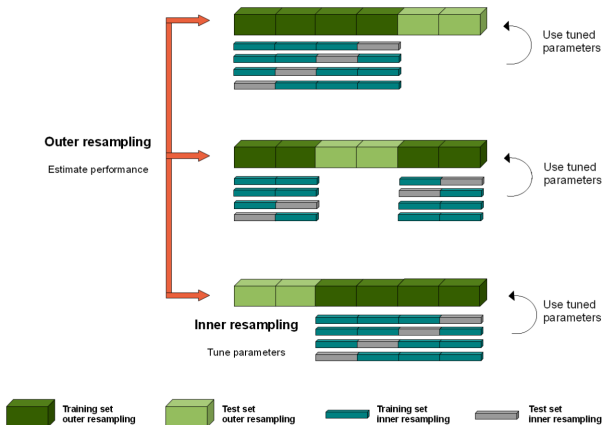 Use tuned
parameters
Outer resampling
Estimate performance
Use tuned
parameters
Inner resampling
Tune parameters
Use tuned
parameters
Training set
outer resampling
Test set
outer resampling
Training set
inner resampling
Test set
inner resampling